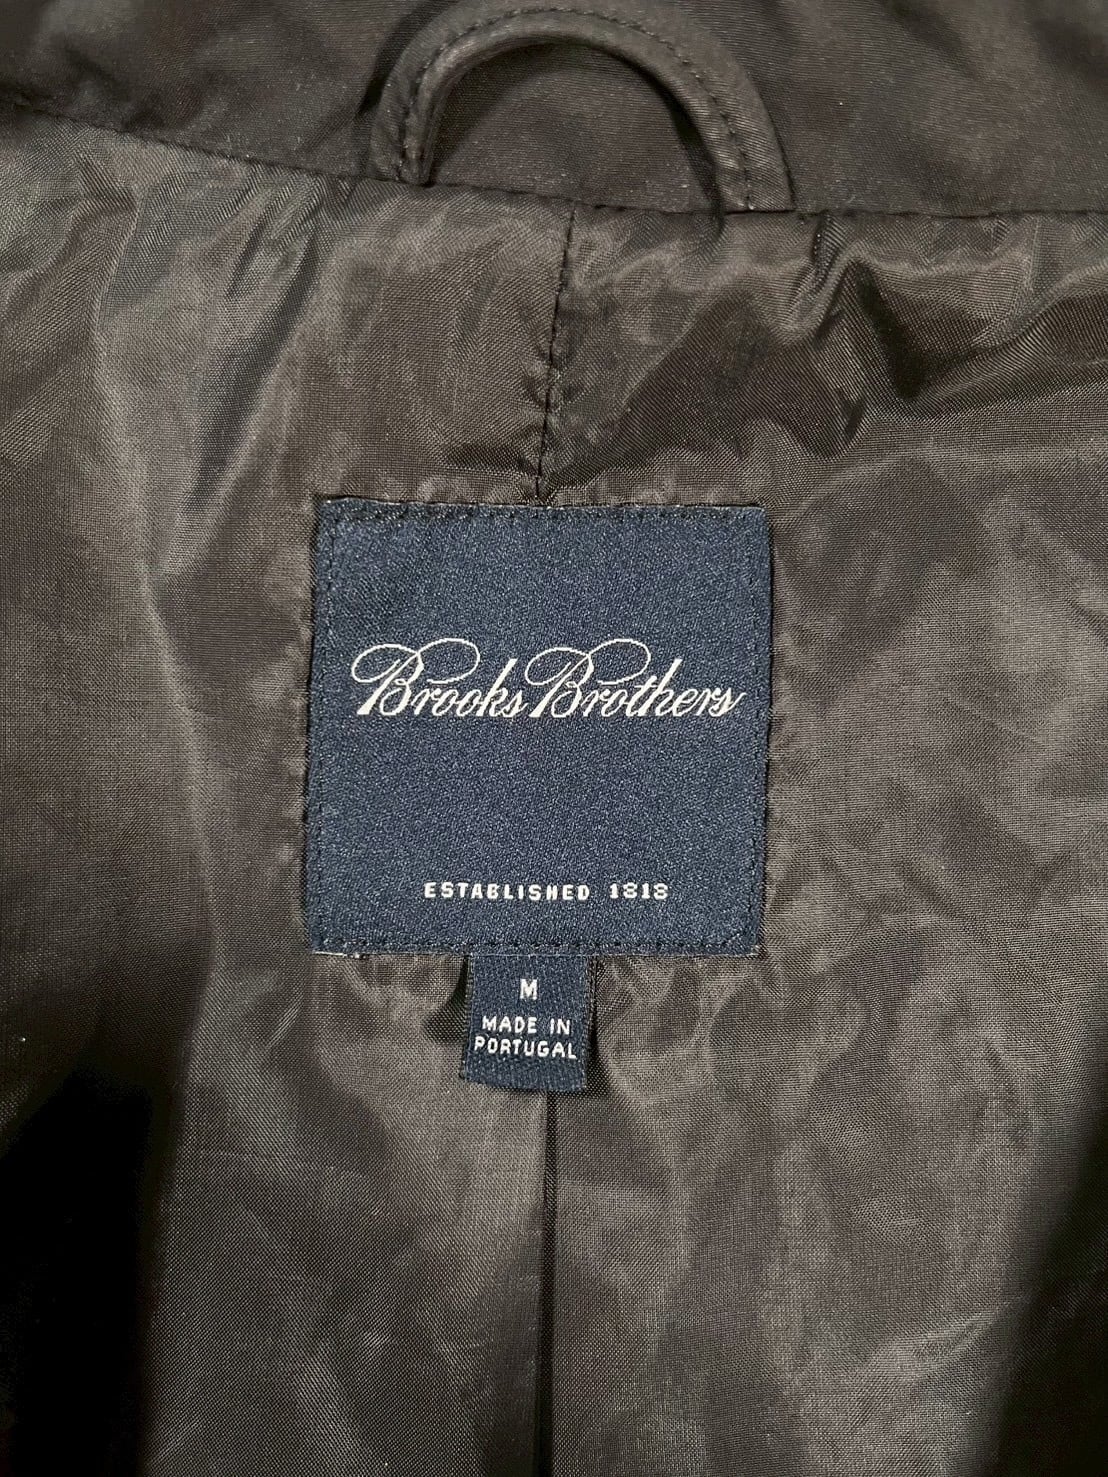 Brooks Brothers
ESTABLISHED 1818
M
MADE IN
PORTUGAL